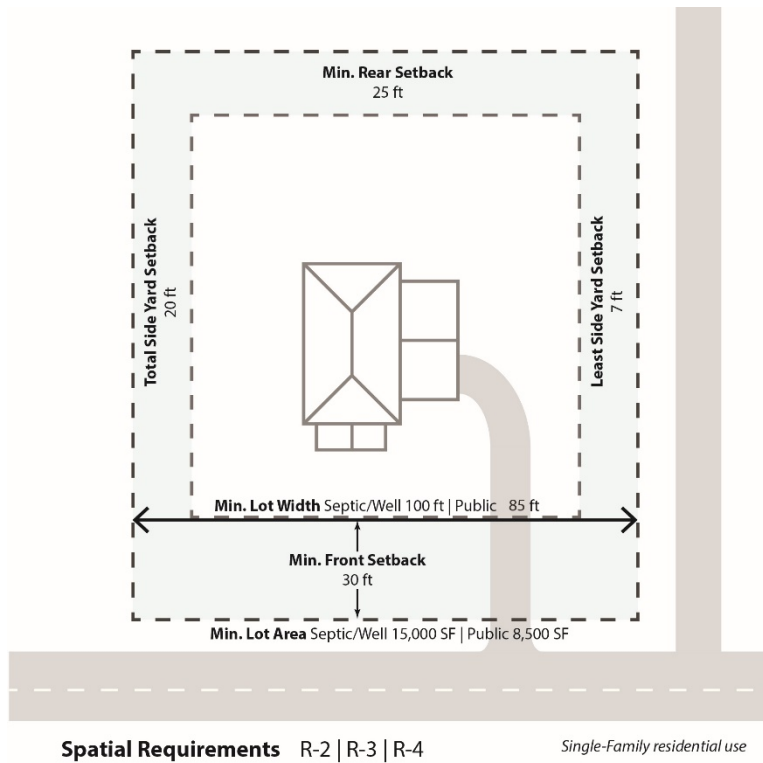 Min. Rear Setback
25 ft
Total Side Yard Setback
20 ft
Least Side Yard Setback
7 ft
Min. Lot Width Septic/Well 100 ft | Public 85 ft
Min. Front Setback
30 ft
Min. Lot Area Septic/Well 15,000 SF | Public 8,500 SF
Spatial Requirements R-2 | R-3 | R-4
Single-Family residential use